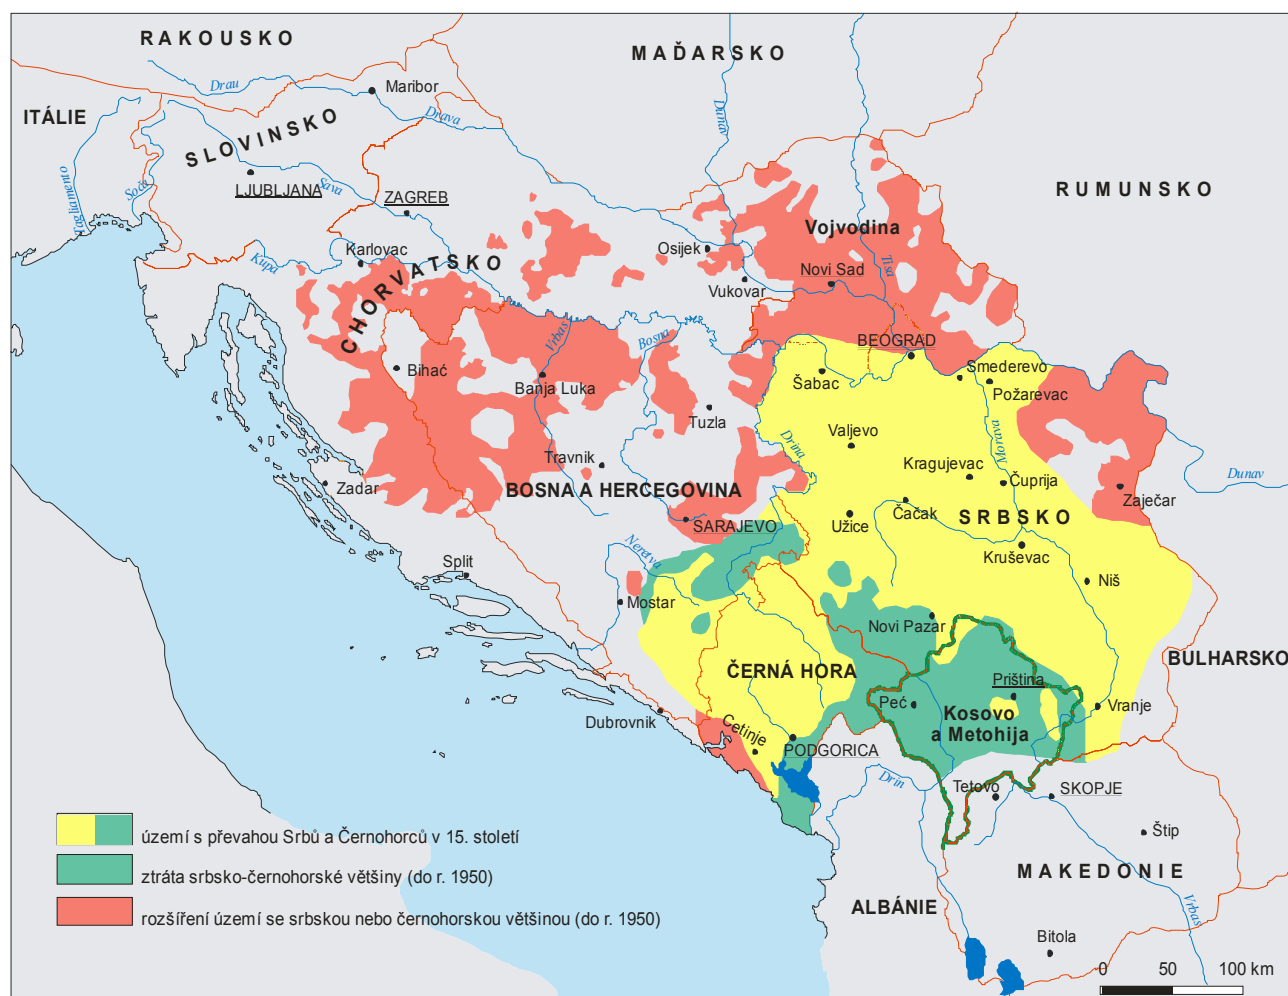 RAKOUSKO
MAĎARSKO
ITÁLIE
SLOVINSKO
RUMUNSKO
Drau
Maribor
Drava
Dunav
Tagliamento
Soča
LJUBLJANA
Sava
ZAGREB
Karlovac
Kupa
CHORVATSKO
Osijek
Vukovar
Vojvodina
Novi Sad
Tisa
BEOGRAD
Smederevo
Požarevac
Šabac
Bihać
Vrbas
Banja Luka
Bosna
Tuzla
Travnik
Drina
Valjevo
Morava
Kragujevac
Čuprija
Dunav
Zaječar
Zadar
BOSNA A HERCEGOVINA
SARAJEVO
Užice
Čačak
SRBSKO
Kruševac
Niš
Split
Neretva
Mostar
Novi Pazar
BULHARSKO
ČERNÁ HORA
Priština
Peć
Kosovo
a Metohija
Vranje
Dubrovnik
Cetinje
PODGORICA
Drin
Tetovo
SKOPJE
Štip
MAKEDONIE
ALBÁNIE
Vrbas
Bitola
území s převahou Srbů a Černohorců v 15. století
ztráta srbsko-černohorské většiny (do r. 1950)
rozšíření území se srbskou nebo černohorskou většinou (do r. 1950)
0 50 100 km